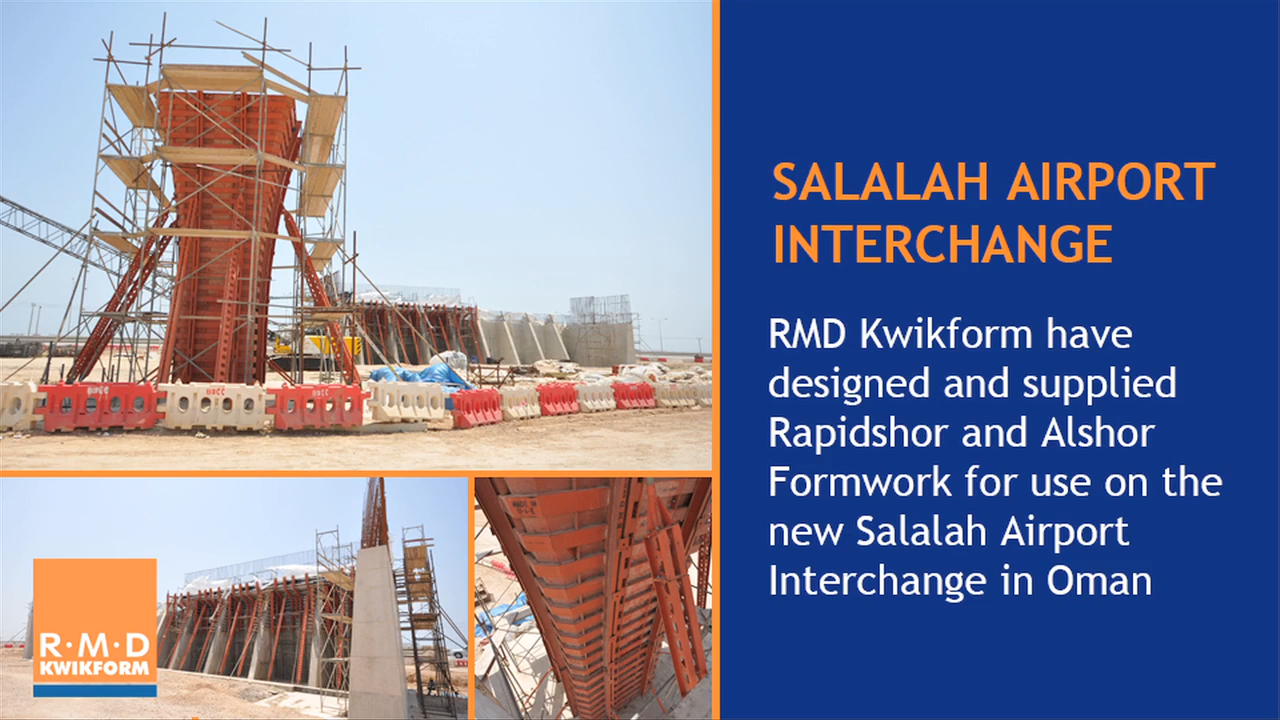 SALALAH AIRPORT
INTERCHANGE
RMD Kwikform have
designed and supplied
Rapidshor and Alshor
Formwork for use on the
new Salalah Airport
Interchange in Oman
R·M·D
KWIKFORM